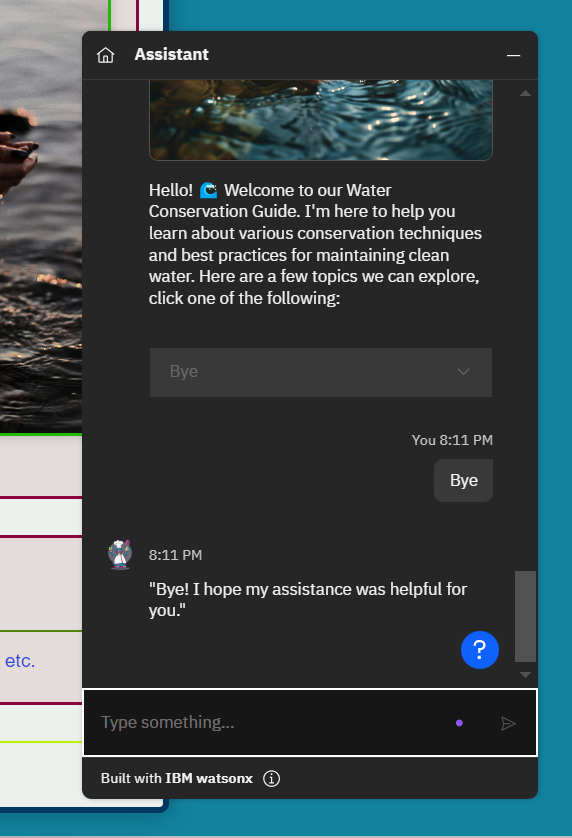 Assistant
Hello! 🌊 Welcome to our Water
Conservation Guide. I'm here to help you
learn about various conservation techniques
and best practices for maintaining clean
water. Here are a few topics we can explore,
click one of the following:
Bye
You 8:11 PM
Bye
8:11 PM
"Bye! I hope my assistance was helpful for
you."
?
etc.
Type something...
Built with IBM watsonx